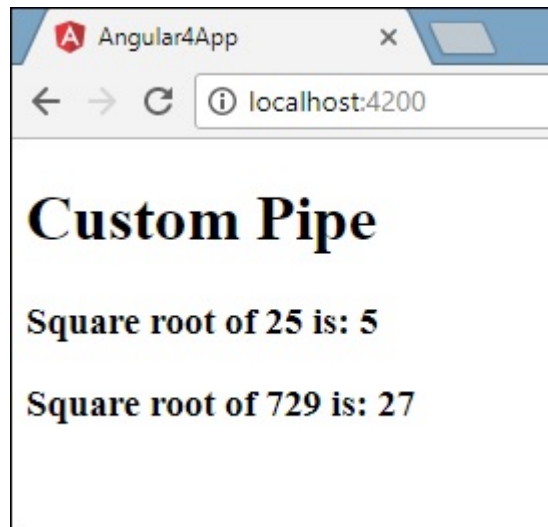 Angular4App
localhost:4200
Custom Pipe
Square root of 25 is: 5
Square root of 729 is: 27